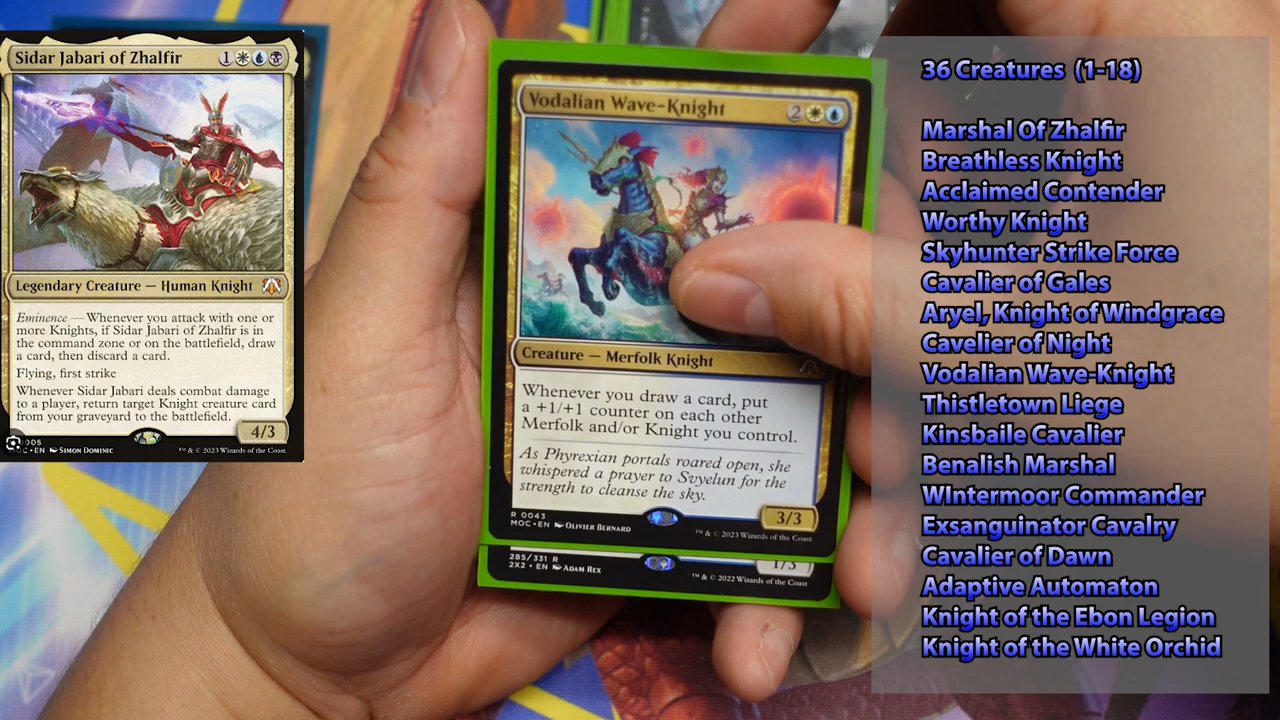 Sidar Jabari of Zhalfir 1
Legendary Creature — Human Knight
Eminence — Whenever you attack with one or
more Knights, if Sidar Jabari of Zhalfir is in
the command zone or on the battlefield, draw
a card, then discard a card.
Flying, first strike
Whenever Sidar Jabari deals combat damage
to a player, return target Knight creature card
from your graveyard to the battlefield.
4/3
EN SIMON DOMINIC ™ & © 2023 Wizards of the Coast
Vodalian Wave-Knight 2
Creature — Merfolk Knight
Whenever you draw a card, put
a +1/+1 counter on each other
Merfolk and/or Knight you control.
As Phyrexian portals roared open, she
whispered a prayer to Svyelun for the
strength to cleanse the sky.
3/3
R 0043
MOC • EN OLIVIER BERNARD ™ & © 2023 Wizards of the Coast
285/331 R
2X2 • EN ADAM REX ™ & © 2022 Wizards of the Coast
1/3
36 Creatures (1-18)
Marshal Of Zhalfir
Breathless Knight
Acclaimed Contender
Worthy Knight
Skyhunter Strike Force
Cavalier of Gales
Aryel, Knight of Windgrace
Cavelier of Night
Vodalian Wave-Knight
Thistletown Liege
Kinsbaile Cavalier
Benalish Marshal
WIntermoor Commander
Exsanguinator Cavalry
Cavalier of Dawn
Adaptive Automaton
Knight of the Ebon Legion
Knight of the White Orchid